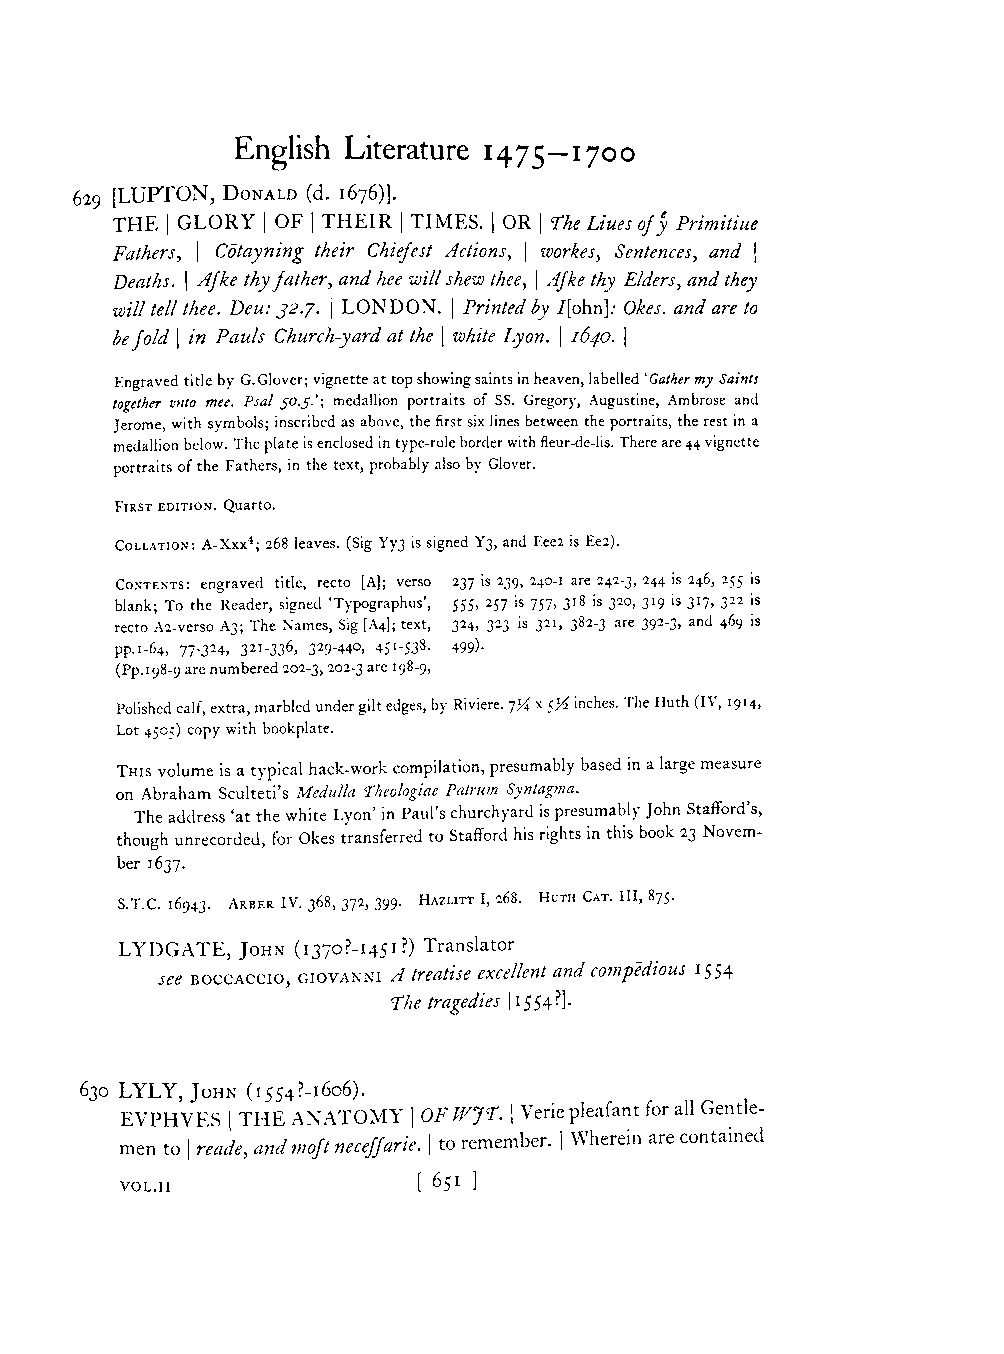 English Literature 1475–1700
629 [LUPTON, DONALD (d. 1676)].
THE | GLORY | OF | THEIR | TIMES. | OR | The Liues of ẙ Primitiue
Fathers, | Cōtayning their Chiefest Actions, | workes, Sentences, and |
Deaths. | Aſke thy father, and hee will shew thee, | Aſke thy Elders, and they
will tell thee. Deu: 32.7. | LONDON. | Printed by I[ohn]: Okes. and are to
be ſold | in Pauls Church-yard at the | white Lyon. | 1640. |
Engraved title by G.Glover; vignette at top showing saints in heaven, labelled ‘Gather my Saints
together vnto mee. Psal 50.5.’; medallion portraits of SS. Gregory, Augustine, Ambrose and
Jerome, with symbols; inscribed as above, the first six lines between the portraits, the rest in a
medallion below. The plate is enclosed in type-rule border with fleur-de-lis. There are 44 vignette
portraits of the Fathers, in the text, probably also by Glover.
FIRST EDITION. Quarto.
COLLATION: A-Xxx⁴; 268 leaves. (Sig Yy3 is signed Y3, and Eee2 is Ee2).
CONTENTS: engraved title, recto [A]; verso
blank; To the Reader, signed ‘Typographus’,
recto A2-verso A3; The Names, Sig [A4]; text,
pp.1-64, 77-324, 321-336, 329-440, 451-538.
(Pp.198-9 are numbered 202-3, 202-3 are 198-9,
237 is 239, 240-1 are 242-3, 244 is 246, 255 is
555, 257 is 757, 318 is 320, 319 is 317, 322 is
324, 323 is 321, 382-3 are 392-3, and 469 is
499).
Polished calf, extra, marbled under gilt edges, by Riviere. 7¼ x 5½ inches. The Huth (IV, 1914,
Lot 4505) copy with bookplate.
THIS volume is a typical hack-work compilation, presumably based in a large measure
on Abraham Sculteti’s Medulla Theologiae Patrum Syntagma.
The address ‘at the white Lyon’ in Paul’s churchyard is presumably John Stafford’s,
though unrecorded, for Okes transferred to Stafford his rights in this book 23 Novem-
ber 1637.
S.T.C. 16943. ARBER IV. 368, 372, 399. HAZLITT I, 268. HUTH CAT. III, 875.
LYDGATE, JOHN (1370?-1451?) Translator
see BOCCACCIO, GIOVANNI A treatise excellent and compēdious 1554
The tragedies [1554?].
630 LYLY, JOHN (1554?-1606).
EVPHVES | THE ANATOMY | OF WJT. | Verie pleaſant for all Gentle-
men to | reade, and moſt neceſſarie. | to remember. | Wherein are contained
VOL.II
[ 651 ]